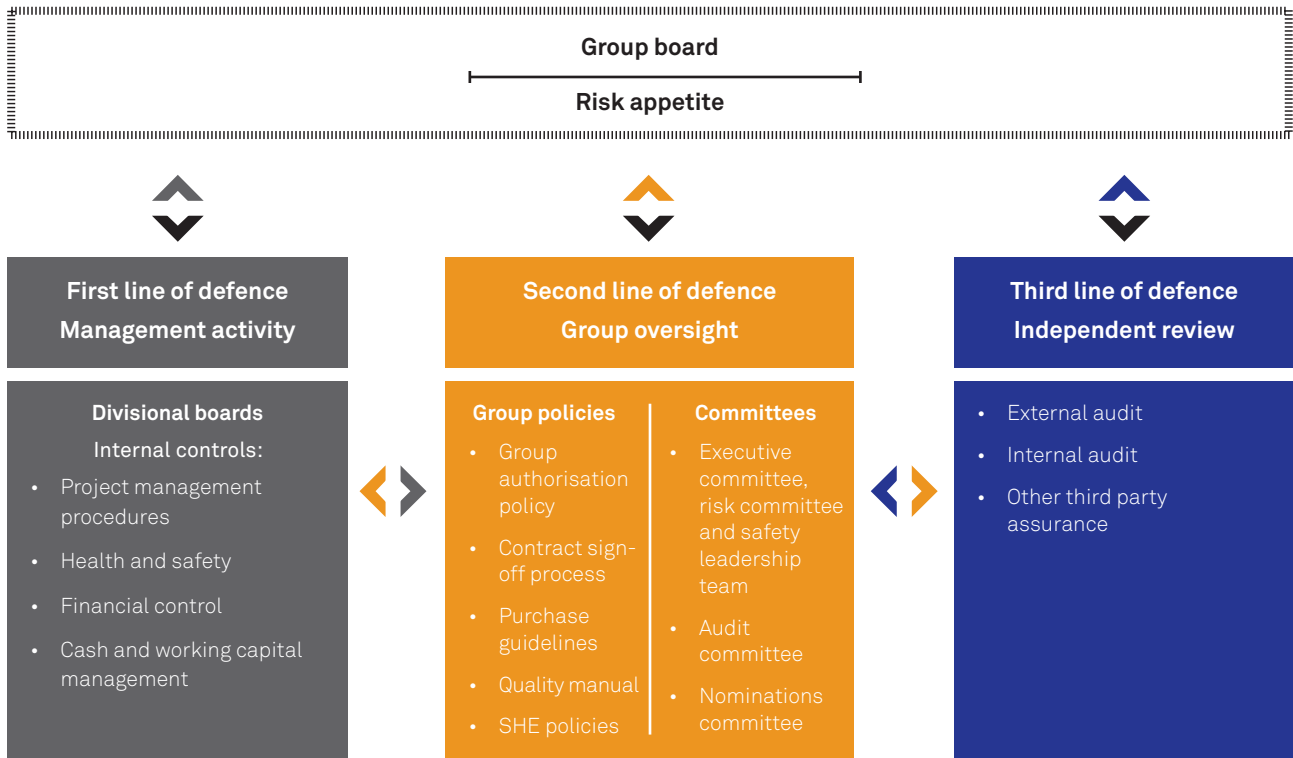 Group board
Risk appetite
First line of defence
Management activity
Divisional boards
Internal controls:
• Project management
procedures
• Health and safety
• Financial control
• Cash and working capital
management
Second line of defence
Group oversight
Group policies
• Group
authorisation
policy
• Contract sign-
off process
• Purchase
guidelines
• Quality manual
• SHE policies
Committees
• Executive
committee,
risk committee
and safety
leadership
team
• Audit
committee
• Nominations
committee
Third line of defence
Independent review
• External audit
• Internal audit
• Other third party
assurance